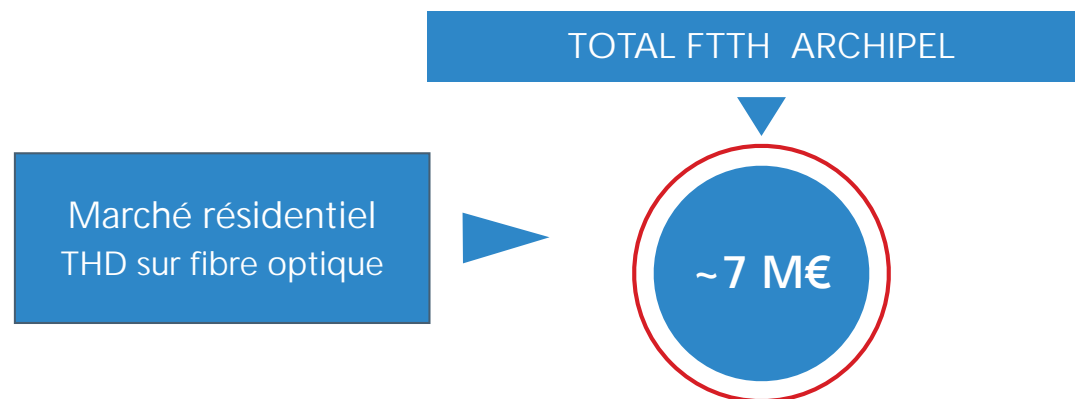 TOTAL FTTH ARCHIPEL
Marché résidentiel
THD sur fibre optique
~7 M€